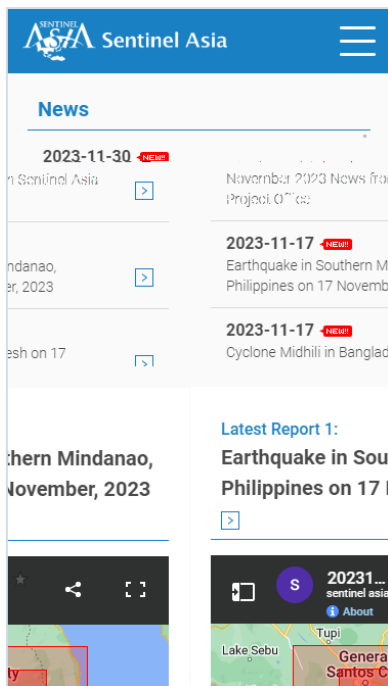 SENTINEL
ASIA Sentinel Asia
News
2023-11-30 NEW!!
n Sentinel Asia
November 2023 News from
Project Office
2023-11-17 NEW!!
indanao,
er, 2023
Earthquake in Southern M
Philippines on 17 Novemb
2023-11-17 NEW!!
esh on 17
Cyclone Midhili in Banglad
Latest Report 1:
thern Mindanao,
November, 2023
Earthquake in Sou
Philippines on 17
S
20231...
sentinel asia
About
Tupi
Lake Sebu
Genera
Santos C
ty